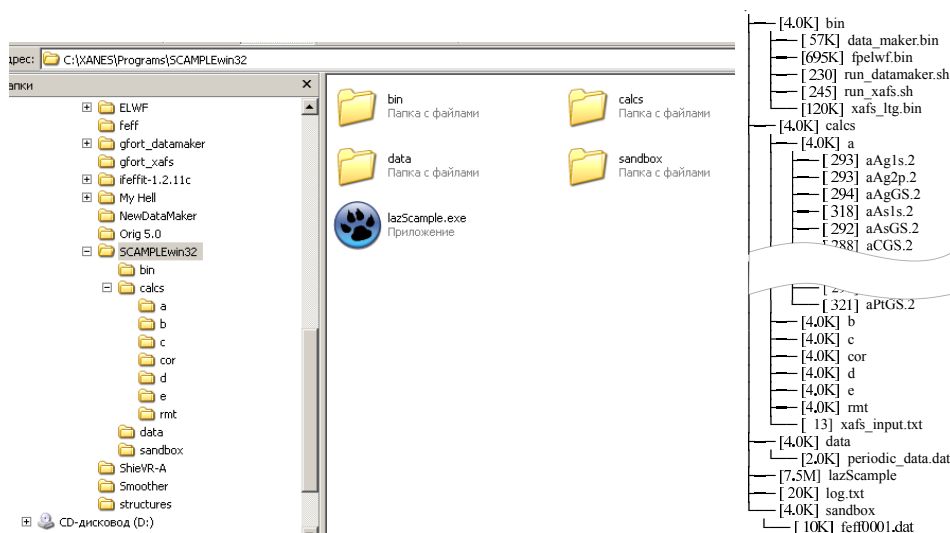 дрес: C:\XANES\Programs\SCAMPLEwin32
апки ×
ELWF
feff
gfort_datamaker
gfort_xafs
ifeffit-1.2.11c
My Hell
NewDataMaker
Orig 5.0
SCAMPLEwin32
bin
calcs
a
b
c
cor
d
e
rmt
data
sandbox
ShieVR-A
Smoother
structures
CD-дисковод (D:)
bin
Папка с файлами
calcs
Папка с файлами
data
Папка с файлами
sandbox
Папка с файлами
lazScample.exe
Приложение
[4.0K] bin
[ 57K] data_maker.bin
[695K] fpelwf.bin
[230] run_datamaker.sh
[245] run_xafs.sh
[120K] xafs_ltg.bin
[4.0K] calcs
[4.0K] a
[ 293] aAg1s.2
[ 293] aAg2p.2
[ 294] aAgGS.2
[ 318] aAs1s.2
[ 292] aAsGS.2
[ 288] aCGS.2
[ 321] aPtGS.2
[4.0K] b
[4.0K] c
[4.0K] cor
[4.0K] d
[4.0K] e
[4.0K] rmt
[ 13] xafs_input.txt
[4.0K] data
[2.0K] periodic_data.dat
[7.5M] lazScample
[ 20K] log.txt
[4.0K] sandbox
[ 10K] feff0001.dat